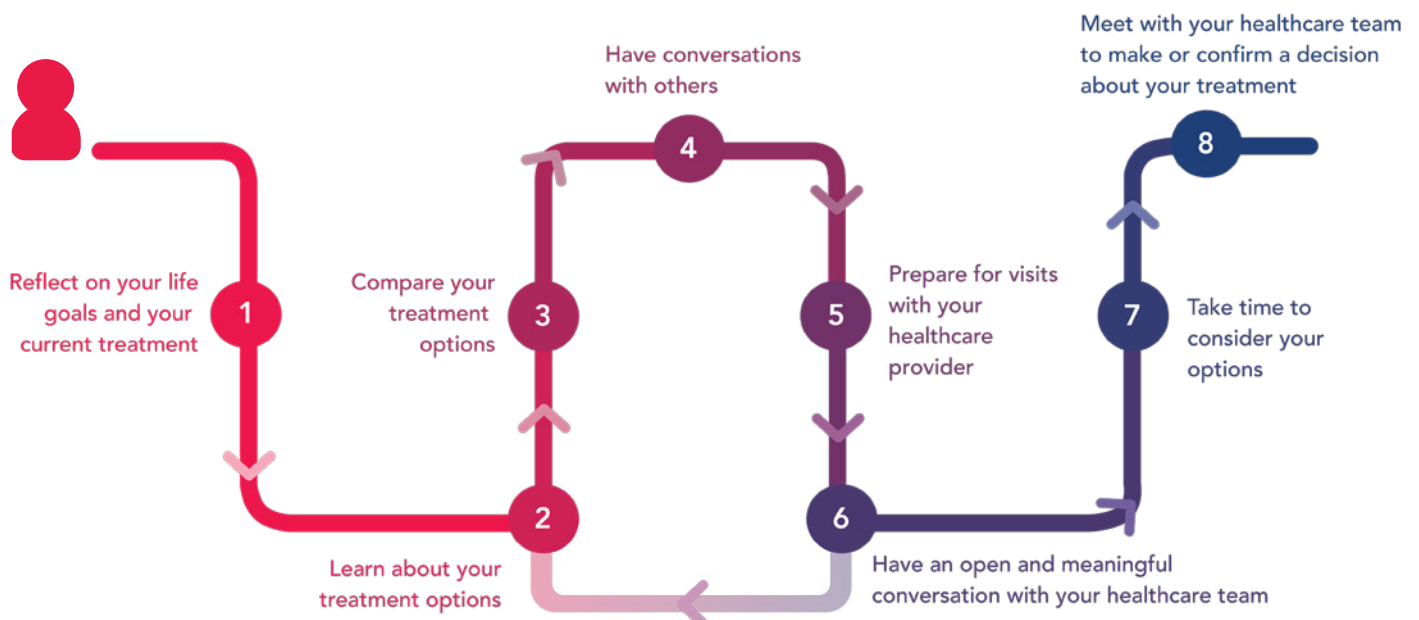 1
Reflect on your life
goals and your
current treatment
2
Learn about your
treatment options
3
Compare your
treatment
options
4
Have conversations
with others
5
Prepare for visits
with your
healthcare
provider
6
Have an open and meaningful
conversation with your healthcare team
7
Take time to
consider your
options
8
Meet with your healthcare team
to make or confirm a decision
about your treatment